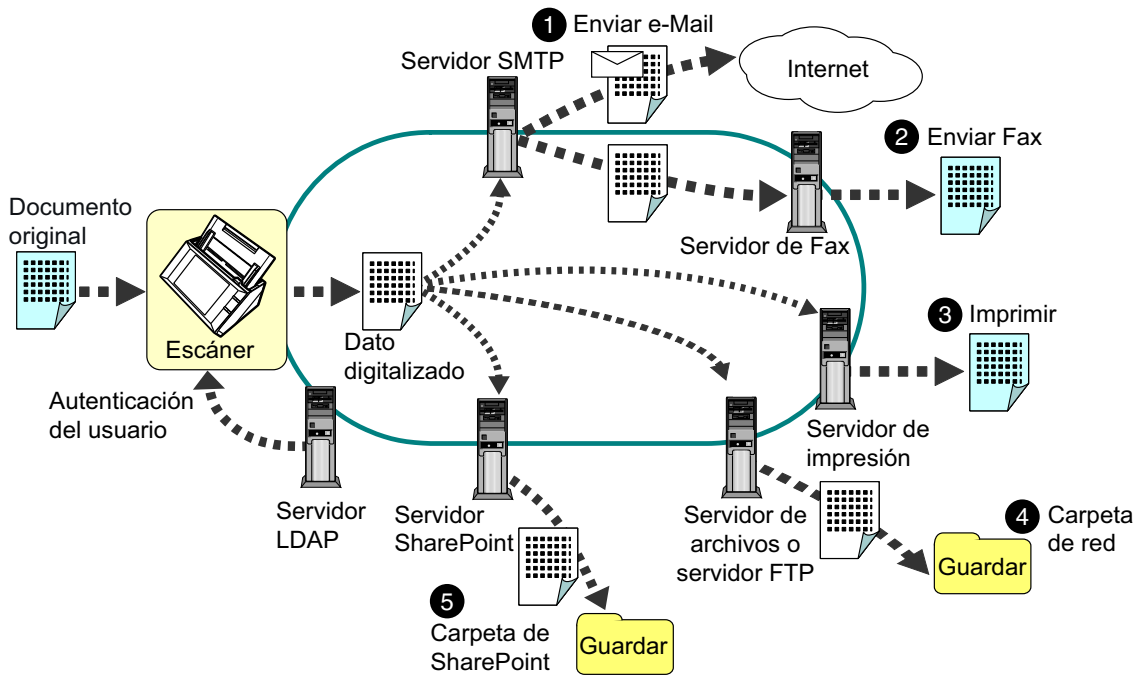 1 Enviar e-Mail
Servidor SMTP
Internet
2 Enviar Fax
Servidor de Fax
Documento
original
Escáner
Dato
digitalizado
3 Imprimir
Autenticación
del usuario
Servidor de
impresión
Servidor
LDAP
Servidor
SharePoint
Servidor de
archivos o
servidor FTP
4 Carpeta
de red
Guardar
5
Carpeta de
SharePoint
Guardar